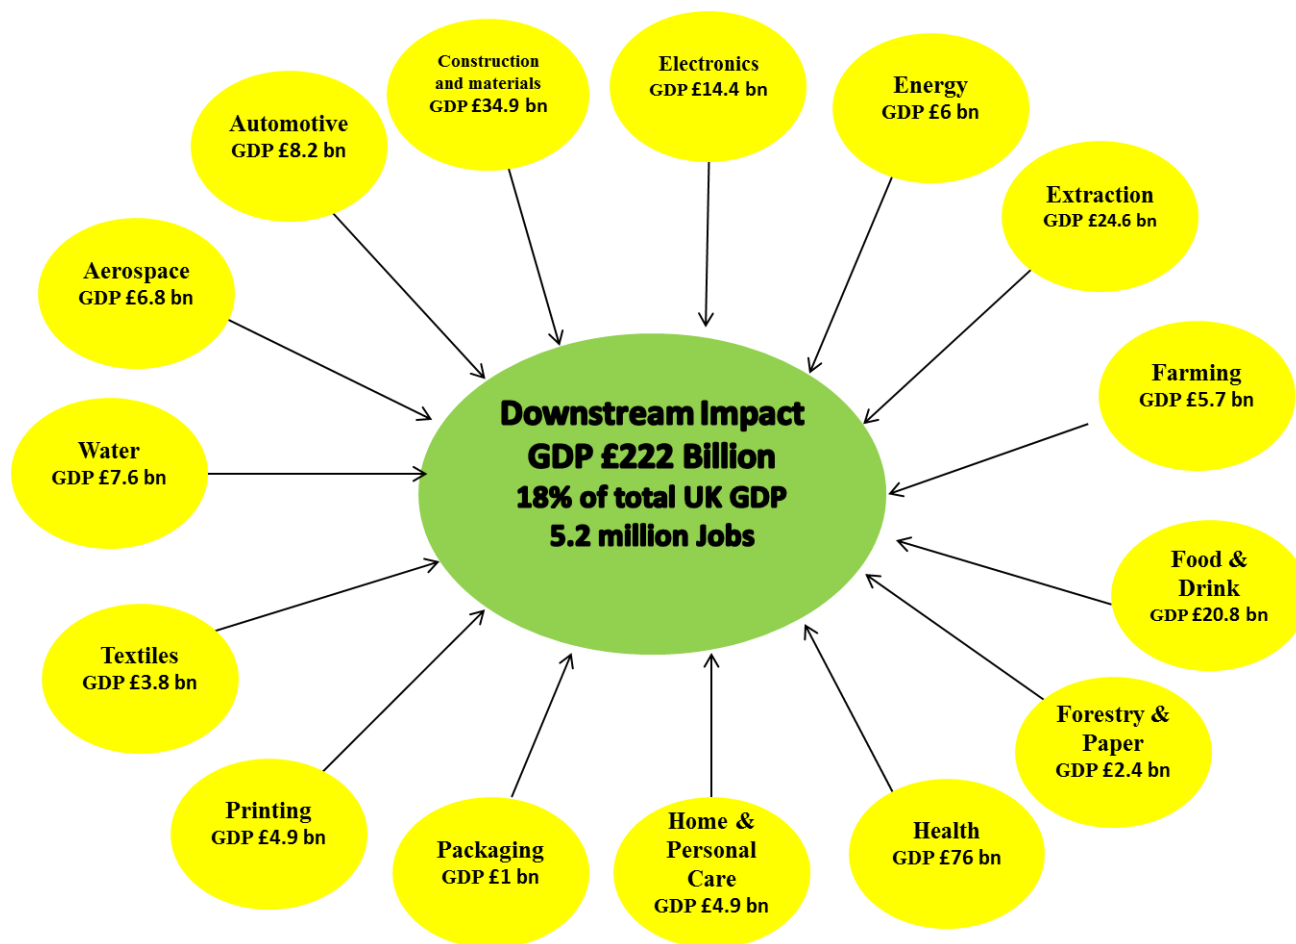 Construction
and materials
GDP £34.9 bn
Electronics
GDP £14.4 bn
Energy
GDP £6 bn
Automotive
GDP £8.2 bn
Extraction
GDP £24.6 bn
Aerospace
GDP £6.8 bn
Farming
GDP £5.7 bn
Downstream Impact
GDP £222 Billion
18% of total UK GDP
5.2 million Jobs
Water
GDP £7.6 bn
Food &
Drink
GDP £20.8 bn
Textiles
GDP £3.8 bn
Forestry &
Paper
GDP £2.4 bn
Printing
GDP £4.9 bn
Packaging
GDP £1 bn
Home &
Personal
Care
GDP £4.9 bn
Health
GDP £76 bn